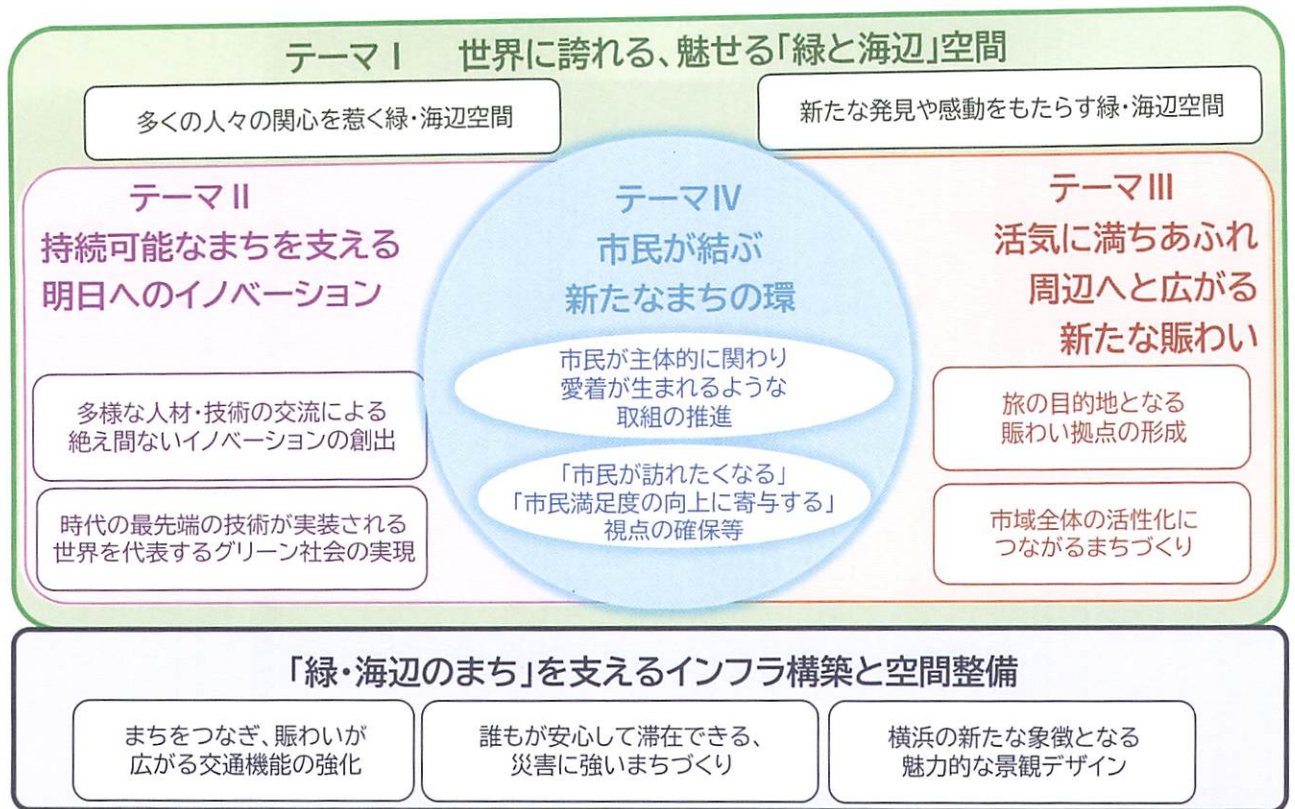 テーマⅠ 世界に誇れる、魅せる「緑と海辺」空間
多くの人々の関心を惹く緑・海辺空間
新たな発見や感動をもたらす緑・海辺空間
テーマⅡ
持続可能なまちを支える
明日へのイノベーション
多様な人材・技術の交流による
絶え間ないイノベーションの創出
時代の最先端の技術が実装される
世界を代表するグリーン社会の実現
テーマⅣ
市民が結ぶ
新たなまちの環
市民が主体的に関わり
愛着が生まれるような
取組の推進
「市民が訪れたくなる」
「市民満足度の向上に寄与する」
視点の確保等
テーマⅢ
活気に満ちあふれ
周辺へと広がる
新たな賑わい
旅の目的地となる
賑わい拠点の形成
市域全体の活性化に
つながるまちづくり
「緑・海辺のまち」を支えるインフラ構築と空間整備
まちをつなぎ、賑わいが
広がる交通機能の強化
誰もが安心して滞在できる、
災害に強いまちづくり
横浜の新たな象徴となる
魅力的な景観デザイン